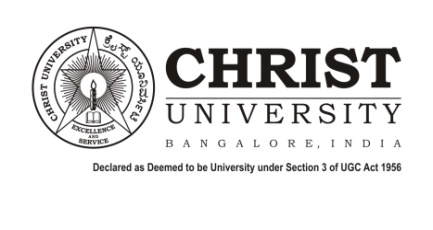 CHRIST UNIVERSITY
ಕ್ರೈಸ್ಟ್ ಯೂನಿವರ್ಸಿಟಿ
EXCELLENCE
AND
SERVICE
CHRIST
UNIVERSITY
BANGALORE, INDIA
Declared as Deemed to be University under Section 3 of UGC Act 1956